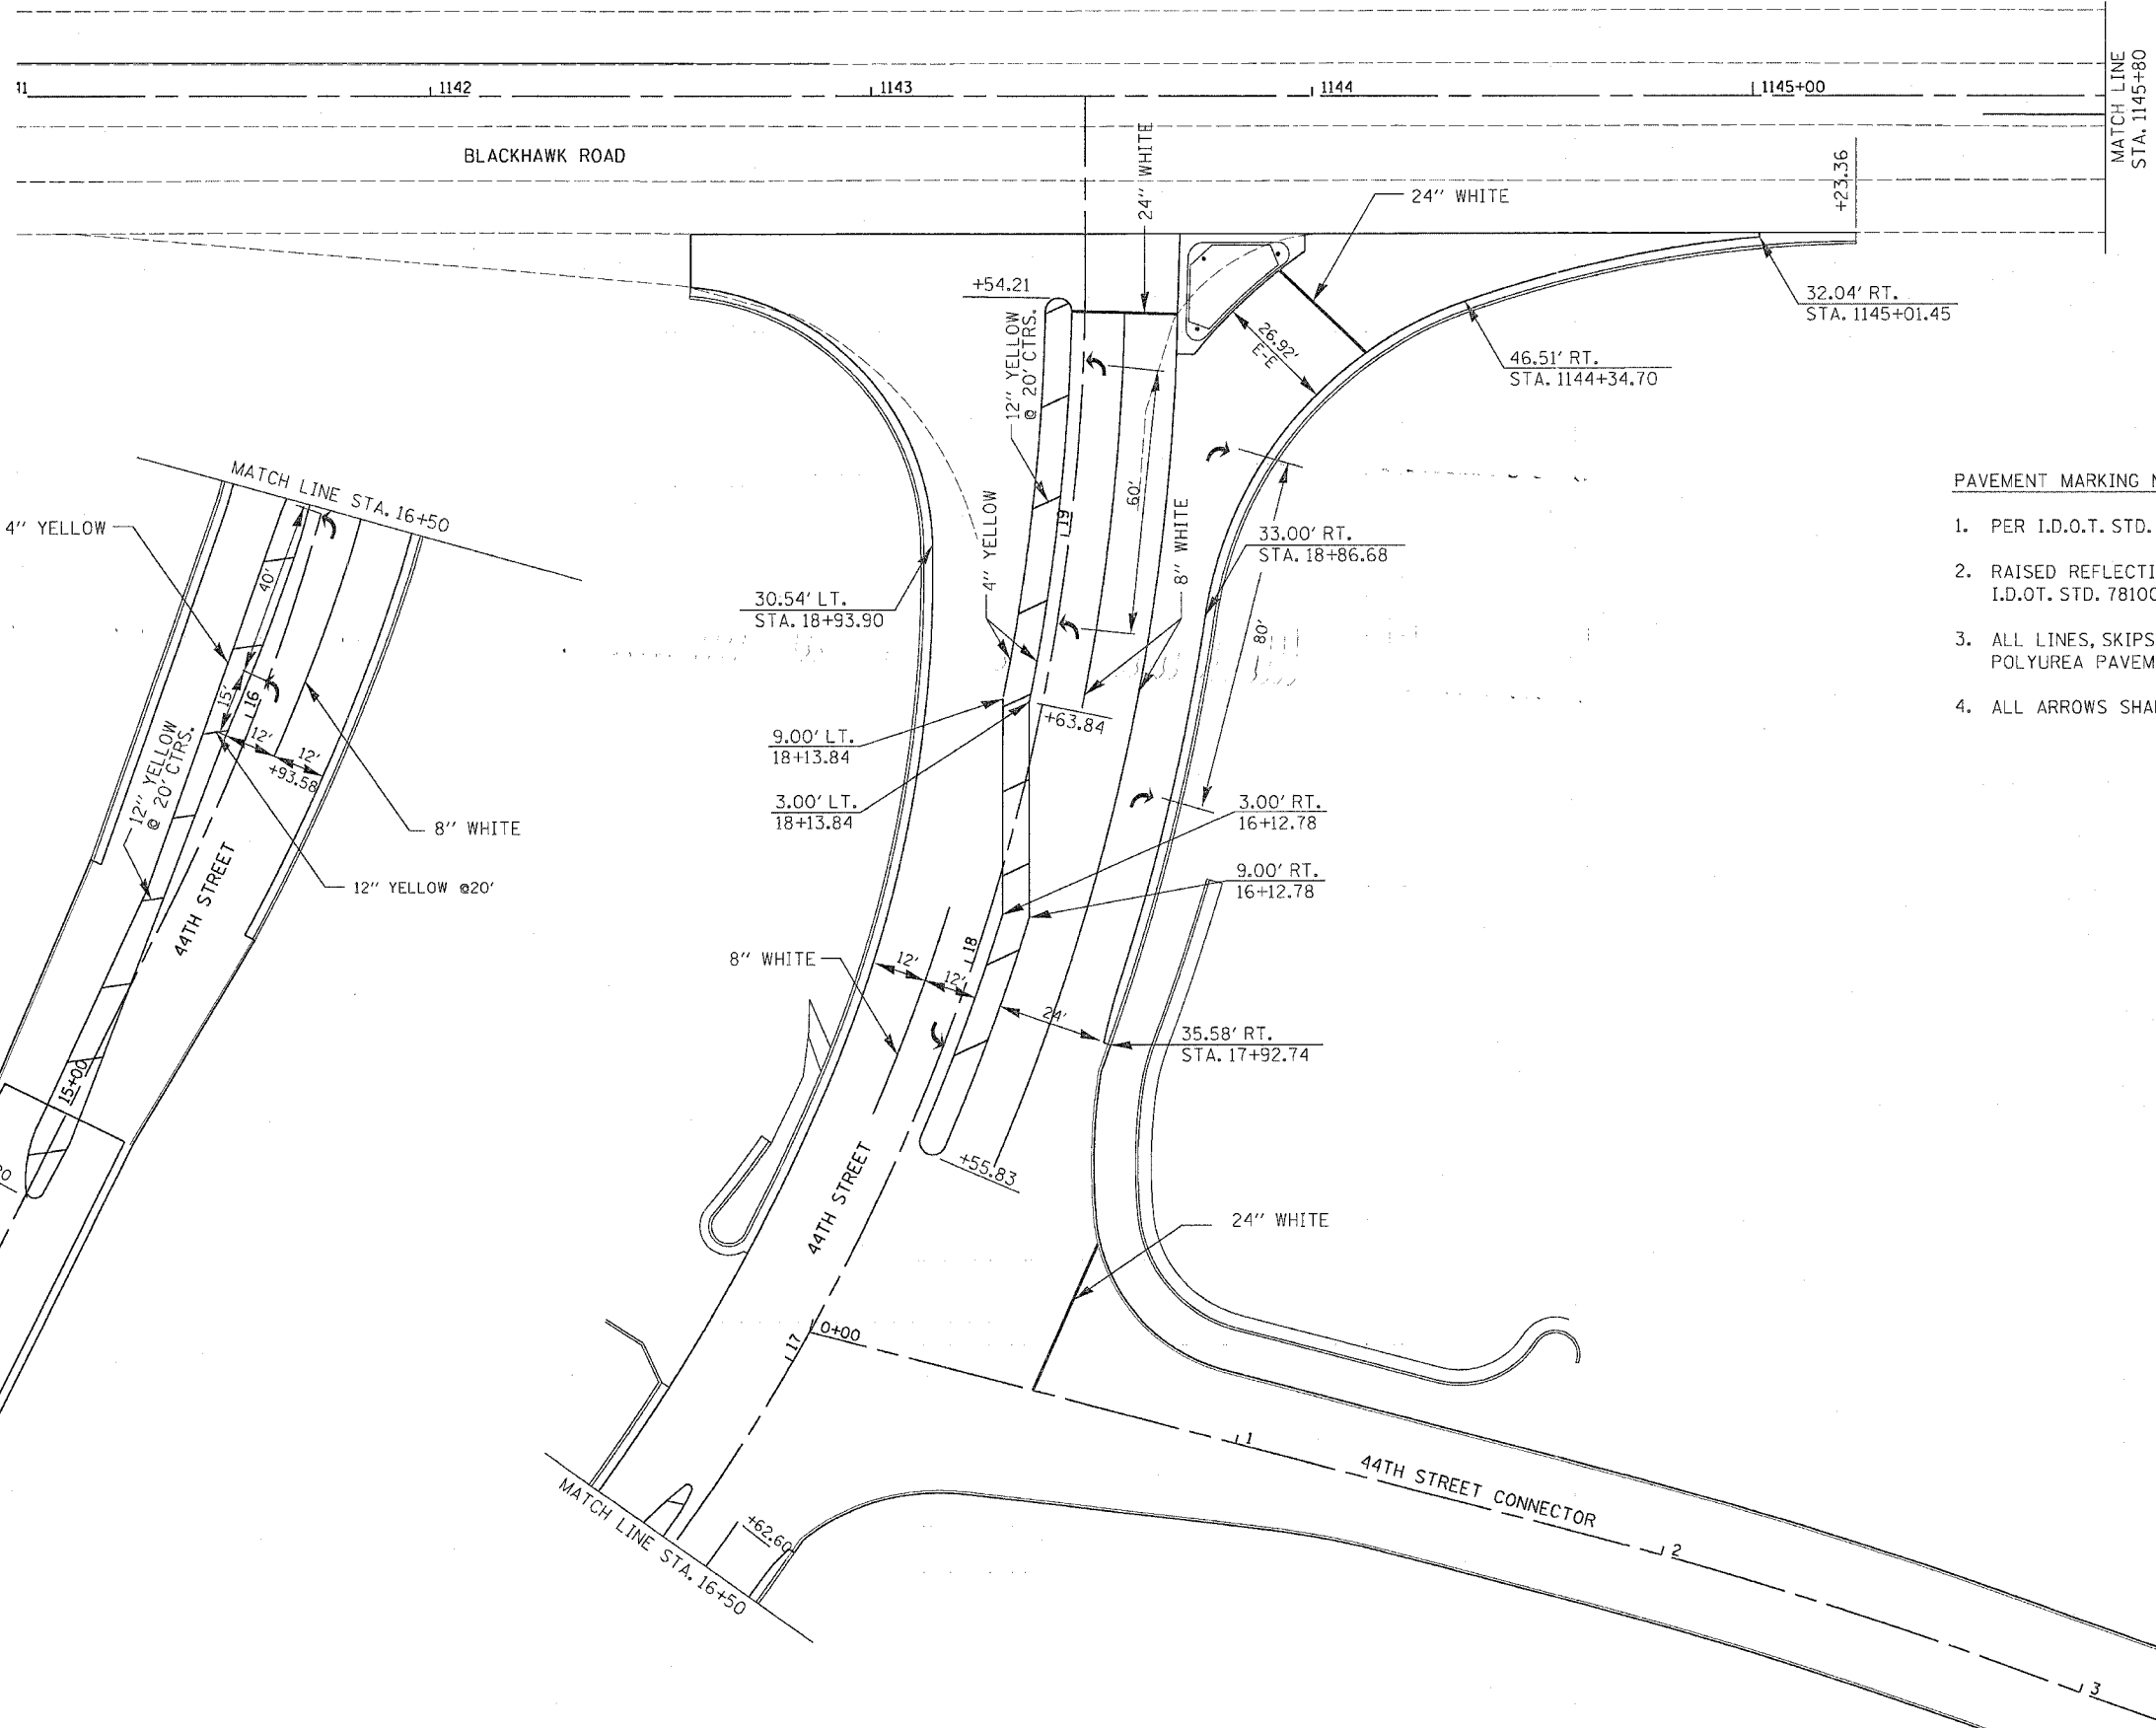 11
1142
1143
1144
1145+00
MATCH LINE
STA. 1145+80
BLACKHAWK ROAD
24" WHITE
24" WHITE
+23.36
+54.21
12" YELLOW
@ 20' CTRS.
26.92'
E-E
32.04' RT.
STA. 1145+01.45
46.51' RT.
STA. 1144+34.70
MATCH LINE STA. 16+50
4" YELLOW
40'
15'
16
12'
12'
+93.58
12" YELLOW
@ 20' CTRS.
8" WHITE
12" YELLOW @20'
44TH STREET
15+00
4" YELLOW
19
60'
8" WHITE
33.00' RT.
STA. 18+86.68
80'
30.54' LT.
STA. 18+93.90
+63.84
9.00' LT.
18+13.84
3.00' LT.
18+13.84
3.00' RT.
16+12.78
9.00' RT.
16+12.78
8" WHITE
12'
12'
18
24'
35.58' RT.
STA. 17+92.74
+55.83
44TH STREET
24" WHITE
17
0+00
1
44TH STREET CONNECTOR
2
3
+62.60
MATCH LINE STA. 16+50
PAVEMENT MARKING
1. PER I.D.O.T. STD.
2. RAISED REFLECTI
I.D.OT. STD. 7810
3. ALL LINES, SKIPS
POLYUREA PAVEM
4. ALL ARROWS SHA